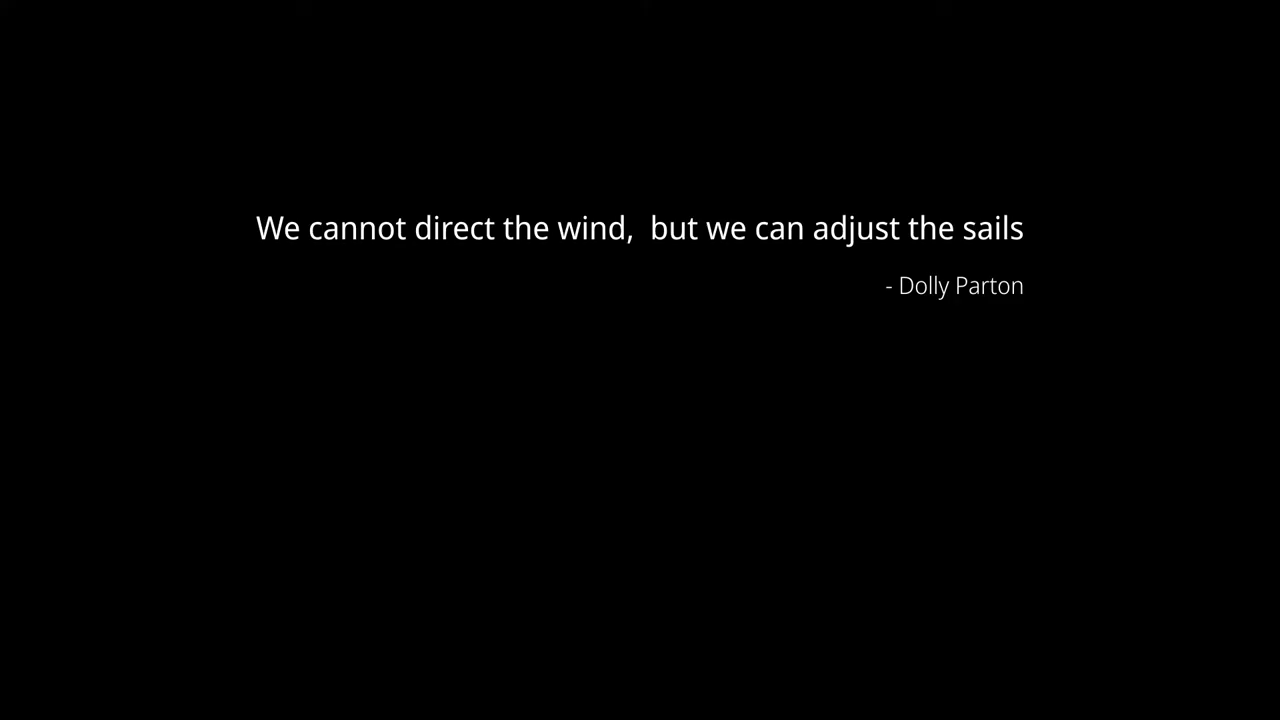 We cannot direct the wind,  but we can adjust the sails
- Dolly Parton